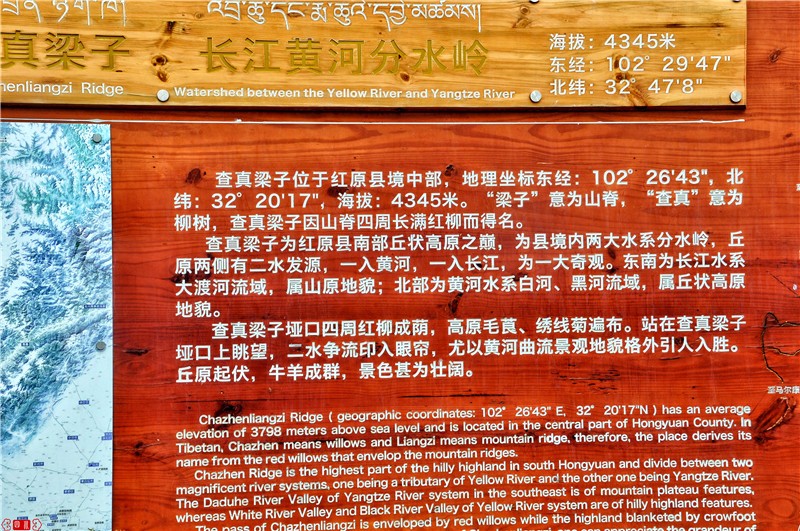 真梁子
henliangzi Ridge
长江黄河分水岭
Watershed between the Yellow River and Yangtze River
海拔：4345米
东经：102°29'47"
北纬：32°47'8"
查真梁子位于红原县境中部，地理坐标东经：102°26'43"，北
纬：32°20'17"，海拔：4345米。“梁子”意为山脊，“查真”意为
柳树，查真梁子因山脊四周长满红柳而得名。
查真梁子为红原县南部丘状高原之巅，为县境内两大水系分水岭，丘
原两侧有二水发源，一入黄河，一入长江，为一大奇观。东南为长江水系
大渡河流域，属山原地貌；北部为黄河水系白河、黑河流域，属丘状高原
地貌。
查真梁子垭口四周红柳成荫，高原毛茛、绣线菊遍布。站在查真梁子
垭口上眺望，二水争流印入眼帘，尤以黄河曲流景观地貌格外引人入胜。
丘原起伏，牛羊成群，景色甚为壮阔。
Chazhenliangzi Ridge ( geographic coordinates: 102° 26'43" E, 32° 20'17"N ) has an average
elevation of 3798 meters above sea level and is located in the central part of Hongyuan County. In
Tibetan, Chazhen means willows and Liangzi means mountain ridge, therefore, the place derives its
name from the red willows that envelop the mountain ridges.
Chazhen Ridge is the highest part of the hilly highland in south Hongyuan and divide between two
magnificent river systems, one being a tributary of Yellow River and the other one being Yangtze River.
The Daduhe River Valley of Yangtze River system in the southeast is of mountain plateau features,
whereas White River Valley and Black River Valley of Yellow River system are of hilly highland features.
The pass of Chazhenliangzi is enveloped by red willows while the highland blanketed by crowfoot